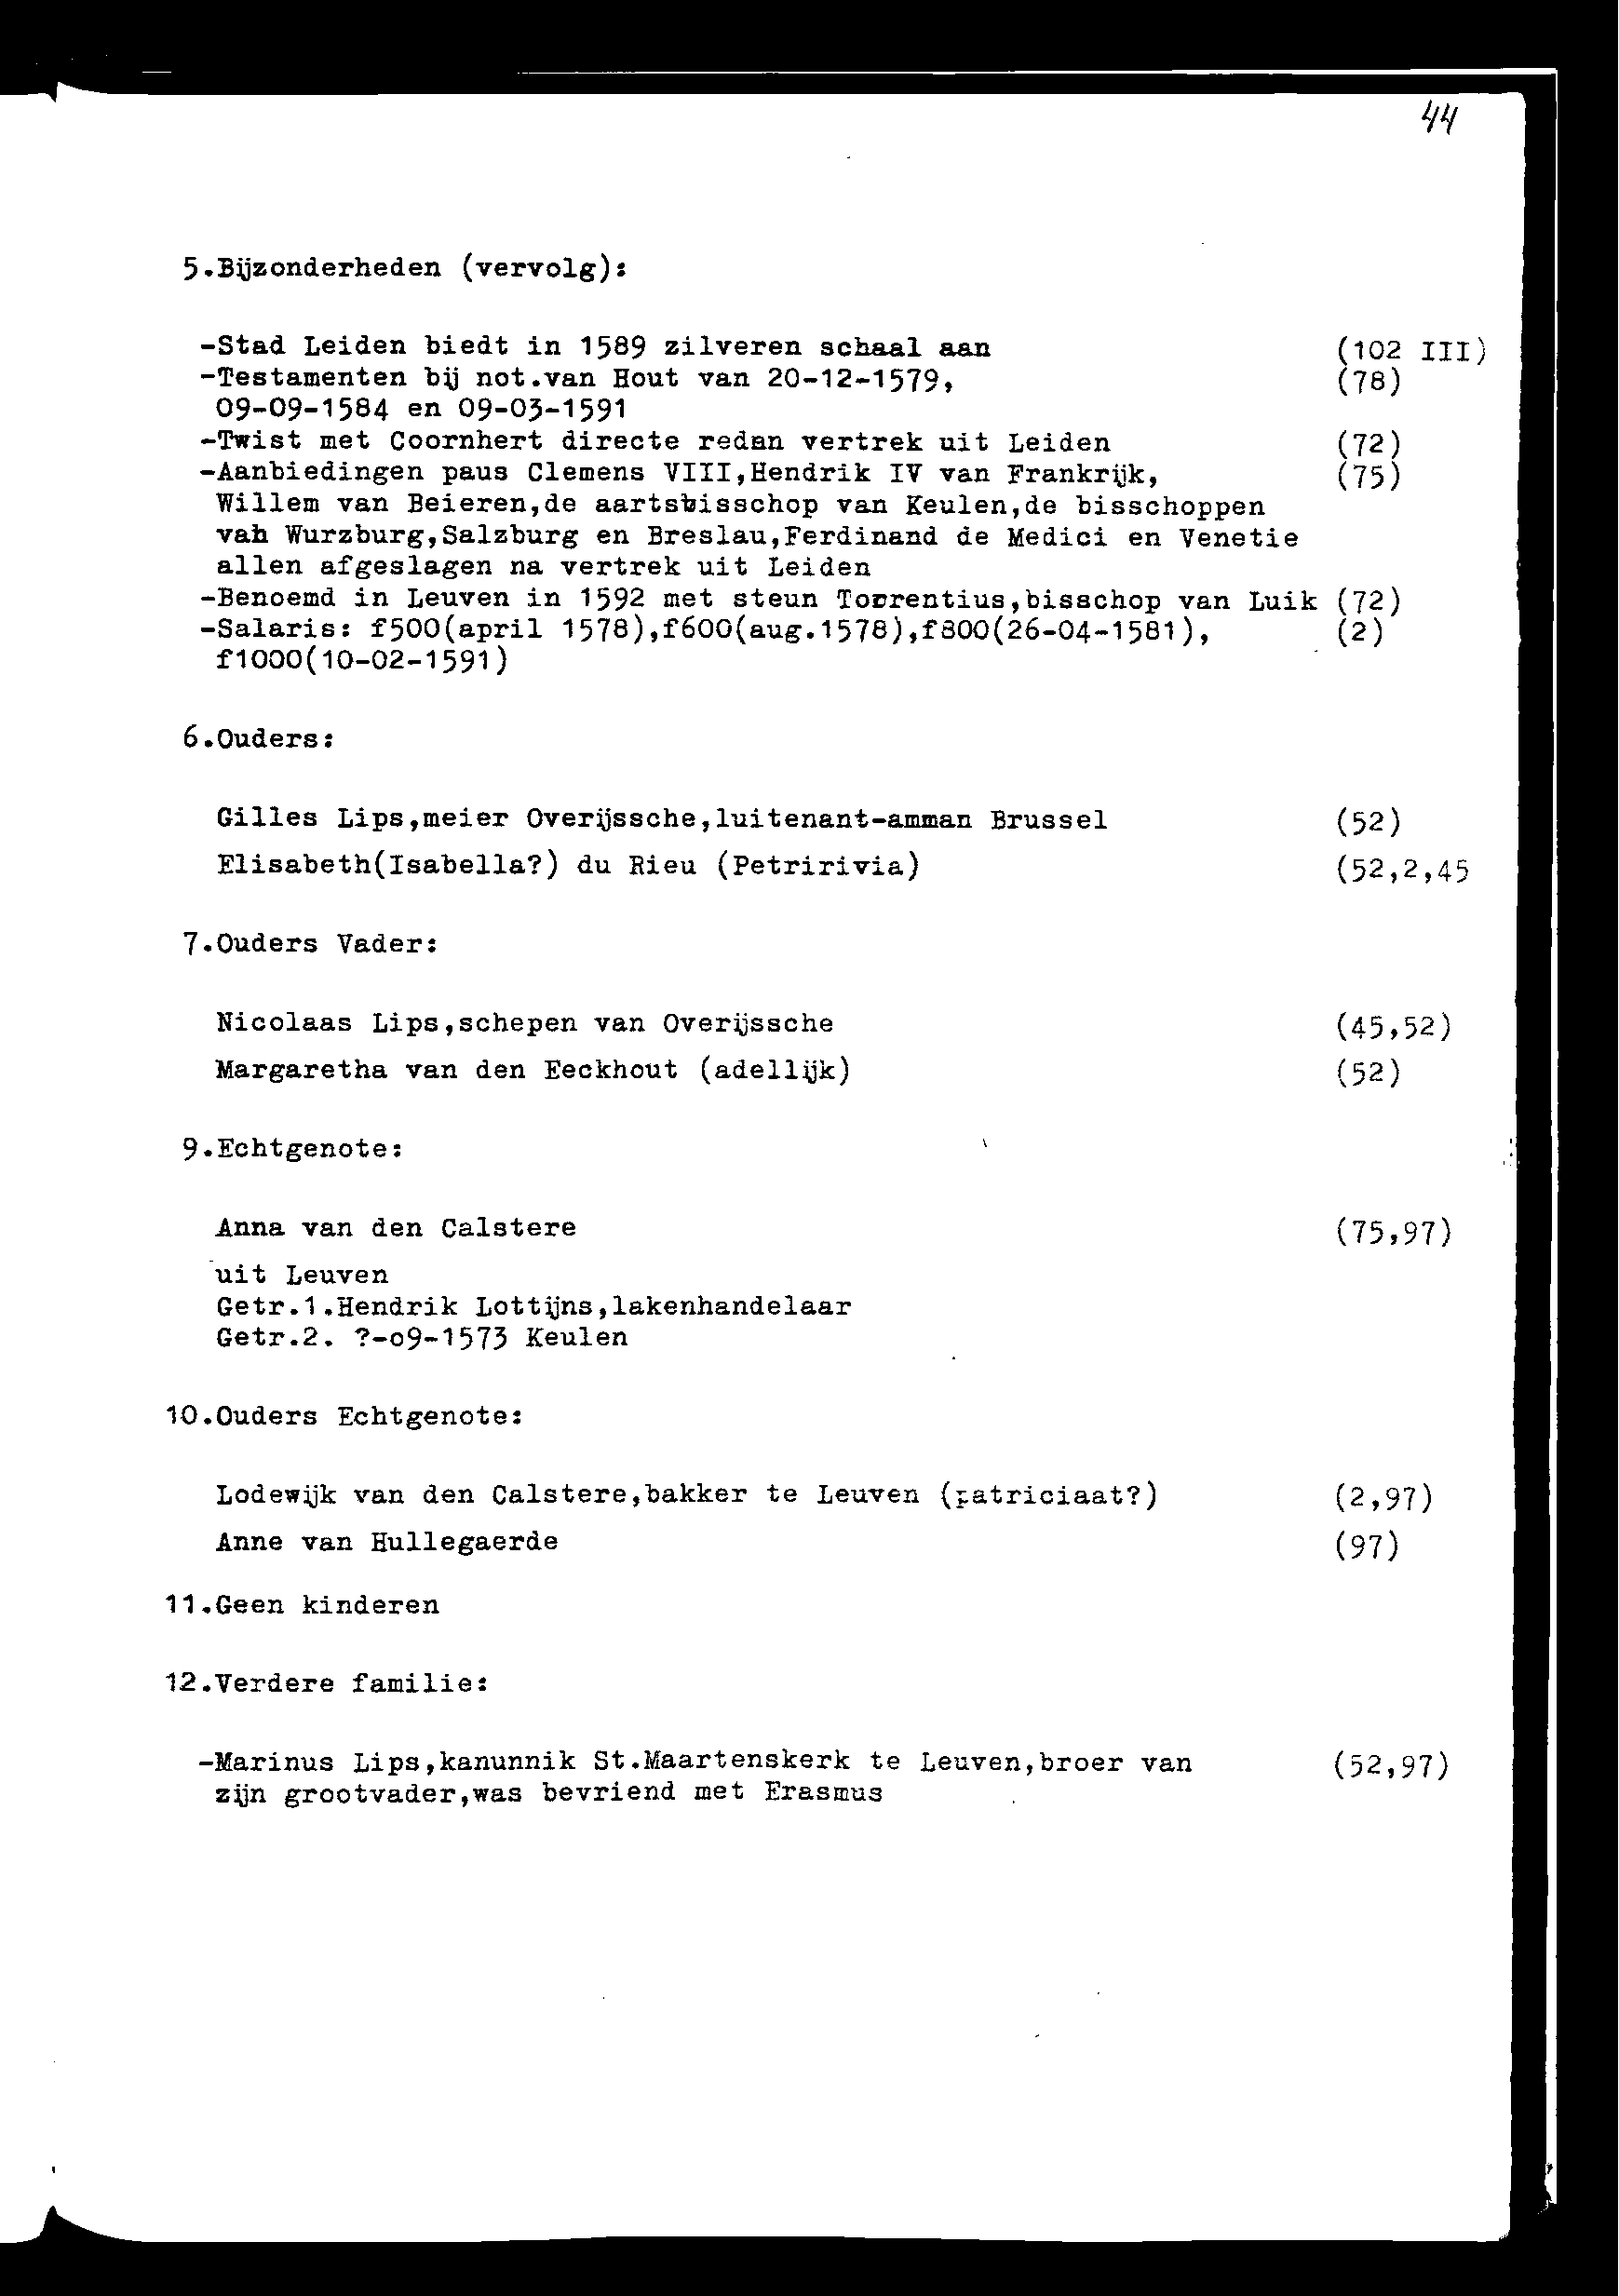 44
5.Bijzonderheden (vervolg):
-Stad Leiden biedt in 1589 zilveren schaal aan (102 III)
-Testamenten bij not.van Hout van 20-12-1579, (78)
09-09-1584 en 09-03-1591
-Twist met Coornhert directe redan vertrek uit Leiden (72)
-Aanbiedingen paus Clemens VIII,Hendrik IV van Frankrijk, (75)
Willem van Beieren,de aartsbisschop van Keulen,de bisschoppen
vah Wurzburg,Salzburg en Breslau,Ferdinand de Medici en Venetie
allen afgeslagen na vertrek uit Leiden
-Benoemd in Leuven in 1592 met steun Torrentius,bisschop van Luik (72)
-Salaris: f500(april 1578),f600(aug.1578),f800(26-04-1581), (2)
f1000(10-02-1591)
6.Ouders:
Gilles Lips,meier Overijssche,luitenant-amman Brussel (52)
Elisabeth(Isabella?) du Rieu (Petririvia) (52,2,45
7.Ouders Vader:
Nicolaas Lips,schepen van Overijssche (45,52)
Margaretha van den Eeckhout (adellijk) (52)
9.Echtgenote:
Anna van den Calstere (75,97)
uit Leuven
Getr.1.Hendrik Lottijns,lakenhandelaar
Getr.2. ?-o9-1573 Keulen
10.Ouders Echtgenote:
Lodewijk van den Calstere,bakker te Leuven (patriciaat?) (2,97)
Anne van Hullegaerde (97)
11.Geen kinderen
12.Verdere familie:
-Marinus Lips,kanunnik St.Maartenskerk te Leuven,broer van (52,97)
zijn grootvader,was bevriend met Erasmus